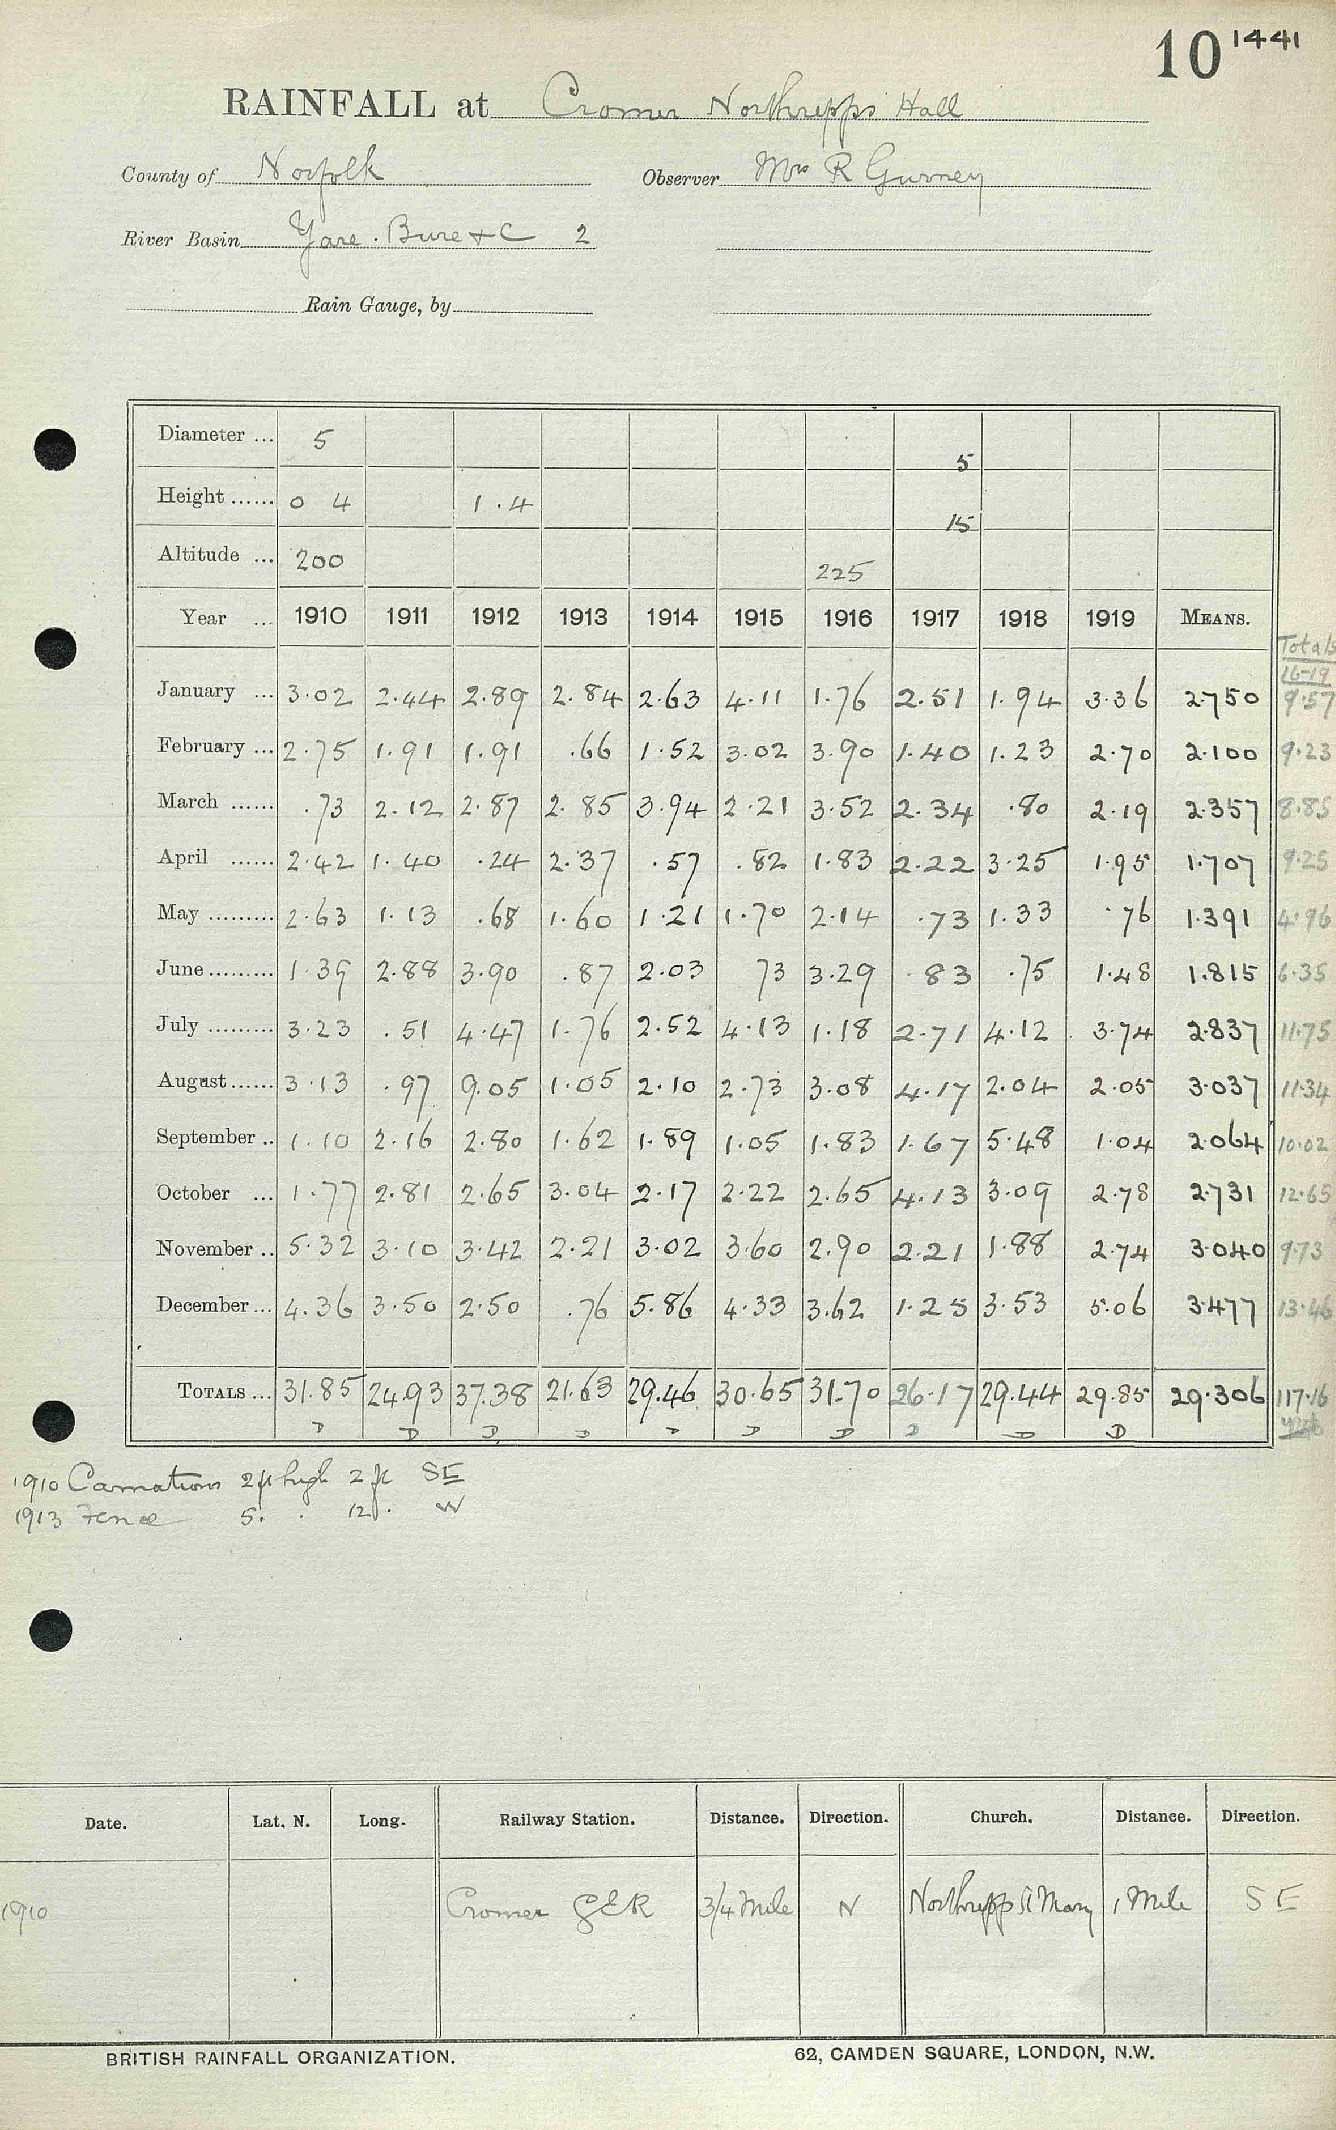 10 1441
RAINFALL at Cromer Northrepps Hall
County of Norfolk Observer Mrs R Gurney
River Basin Yare. Bure & C 2
Rain Gauge, by
Diameter ... 5 5
Height ...... 0 4 1.4 15
Altitude ... 200 225
Year ... 1910 1911 1912 1913 1914 1915 1916 1917 1918 1919 MEANS. Totals 16-19
January ... 3.02 2.44 2.89 2.84 2.63 4.11 1.76 2.51 1.94 3.36 2.750 9.57
February ... 2.75 1.91 1.91 .66 1.52 3.02 3.90 1.40 1.23 2.70 2.100 9.23
March ...... .73 2.12 2.87 2.85 3.94 2.21 3.52 2.34 .80 2.19 2.357 8.85
April ...... 2.42 1.40 .24 2.37 .57 .82 1.83 2.22 3.25 1.95 1.707 9.25
May ......... 2.63 1.13 .68 1.60 1.21 1.70 2.14 .73 1.33 .76 1.391 4.96
June ......... 1.39 2.88 3.90 .87 2.03 73 3.29 .83 .75 1.48 1.815 6.35
July ......... 3.23 .51 4.47 1.76 2.52 4.13 1.18 2.71 4.12 3.74 2.837 11.75
August ...... 3.13 .97 9.05 1.05 2.10 2.73 3.08 4.17 2.04 2.05 3.037 11.34
September .. 1.10 2.16 2.80 1.62 1.89 1.05 1.83 1.67 5.48 1.04 2.064 10.02
October ... 1.77 2.81 2.65 3.04 2.17 2.22 2.65 4.13 3.09 2.78 2.731 12.65
November .. 5.32 3.10 3.42 2.21 3.02 3.60 2.90 2.21 1.88 2.74 3.040 9.73
December ... 4.36 3.50 2.50 .76 5.86 4.33 3.62 1.25 3.53 5.06 3.477 13.46
TOTALS ... 31.85 24.93 37.38 21.63 29.46 30.65 31.70 26.17 29.44 29.85 29.306 117.16
D D D D D D D D D D
1910 Carnations 2ft high 2 ft SE
1913 Fence 5. . 12 . W
Date. Lat. N. Long. Railway Station. Distance. Direction. Church. Distance. Direction.
1910 Cromer GER 3/4 Mile N Northrepp St Mary 1 Mile S E
BRITISH RAINFALL ORGANIZATION. 62, CAMDEN SQUARE, LONDON, N.W.